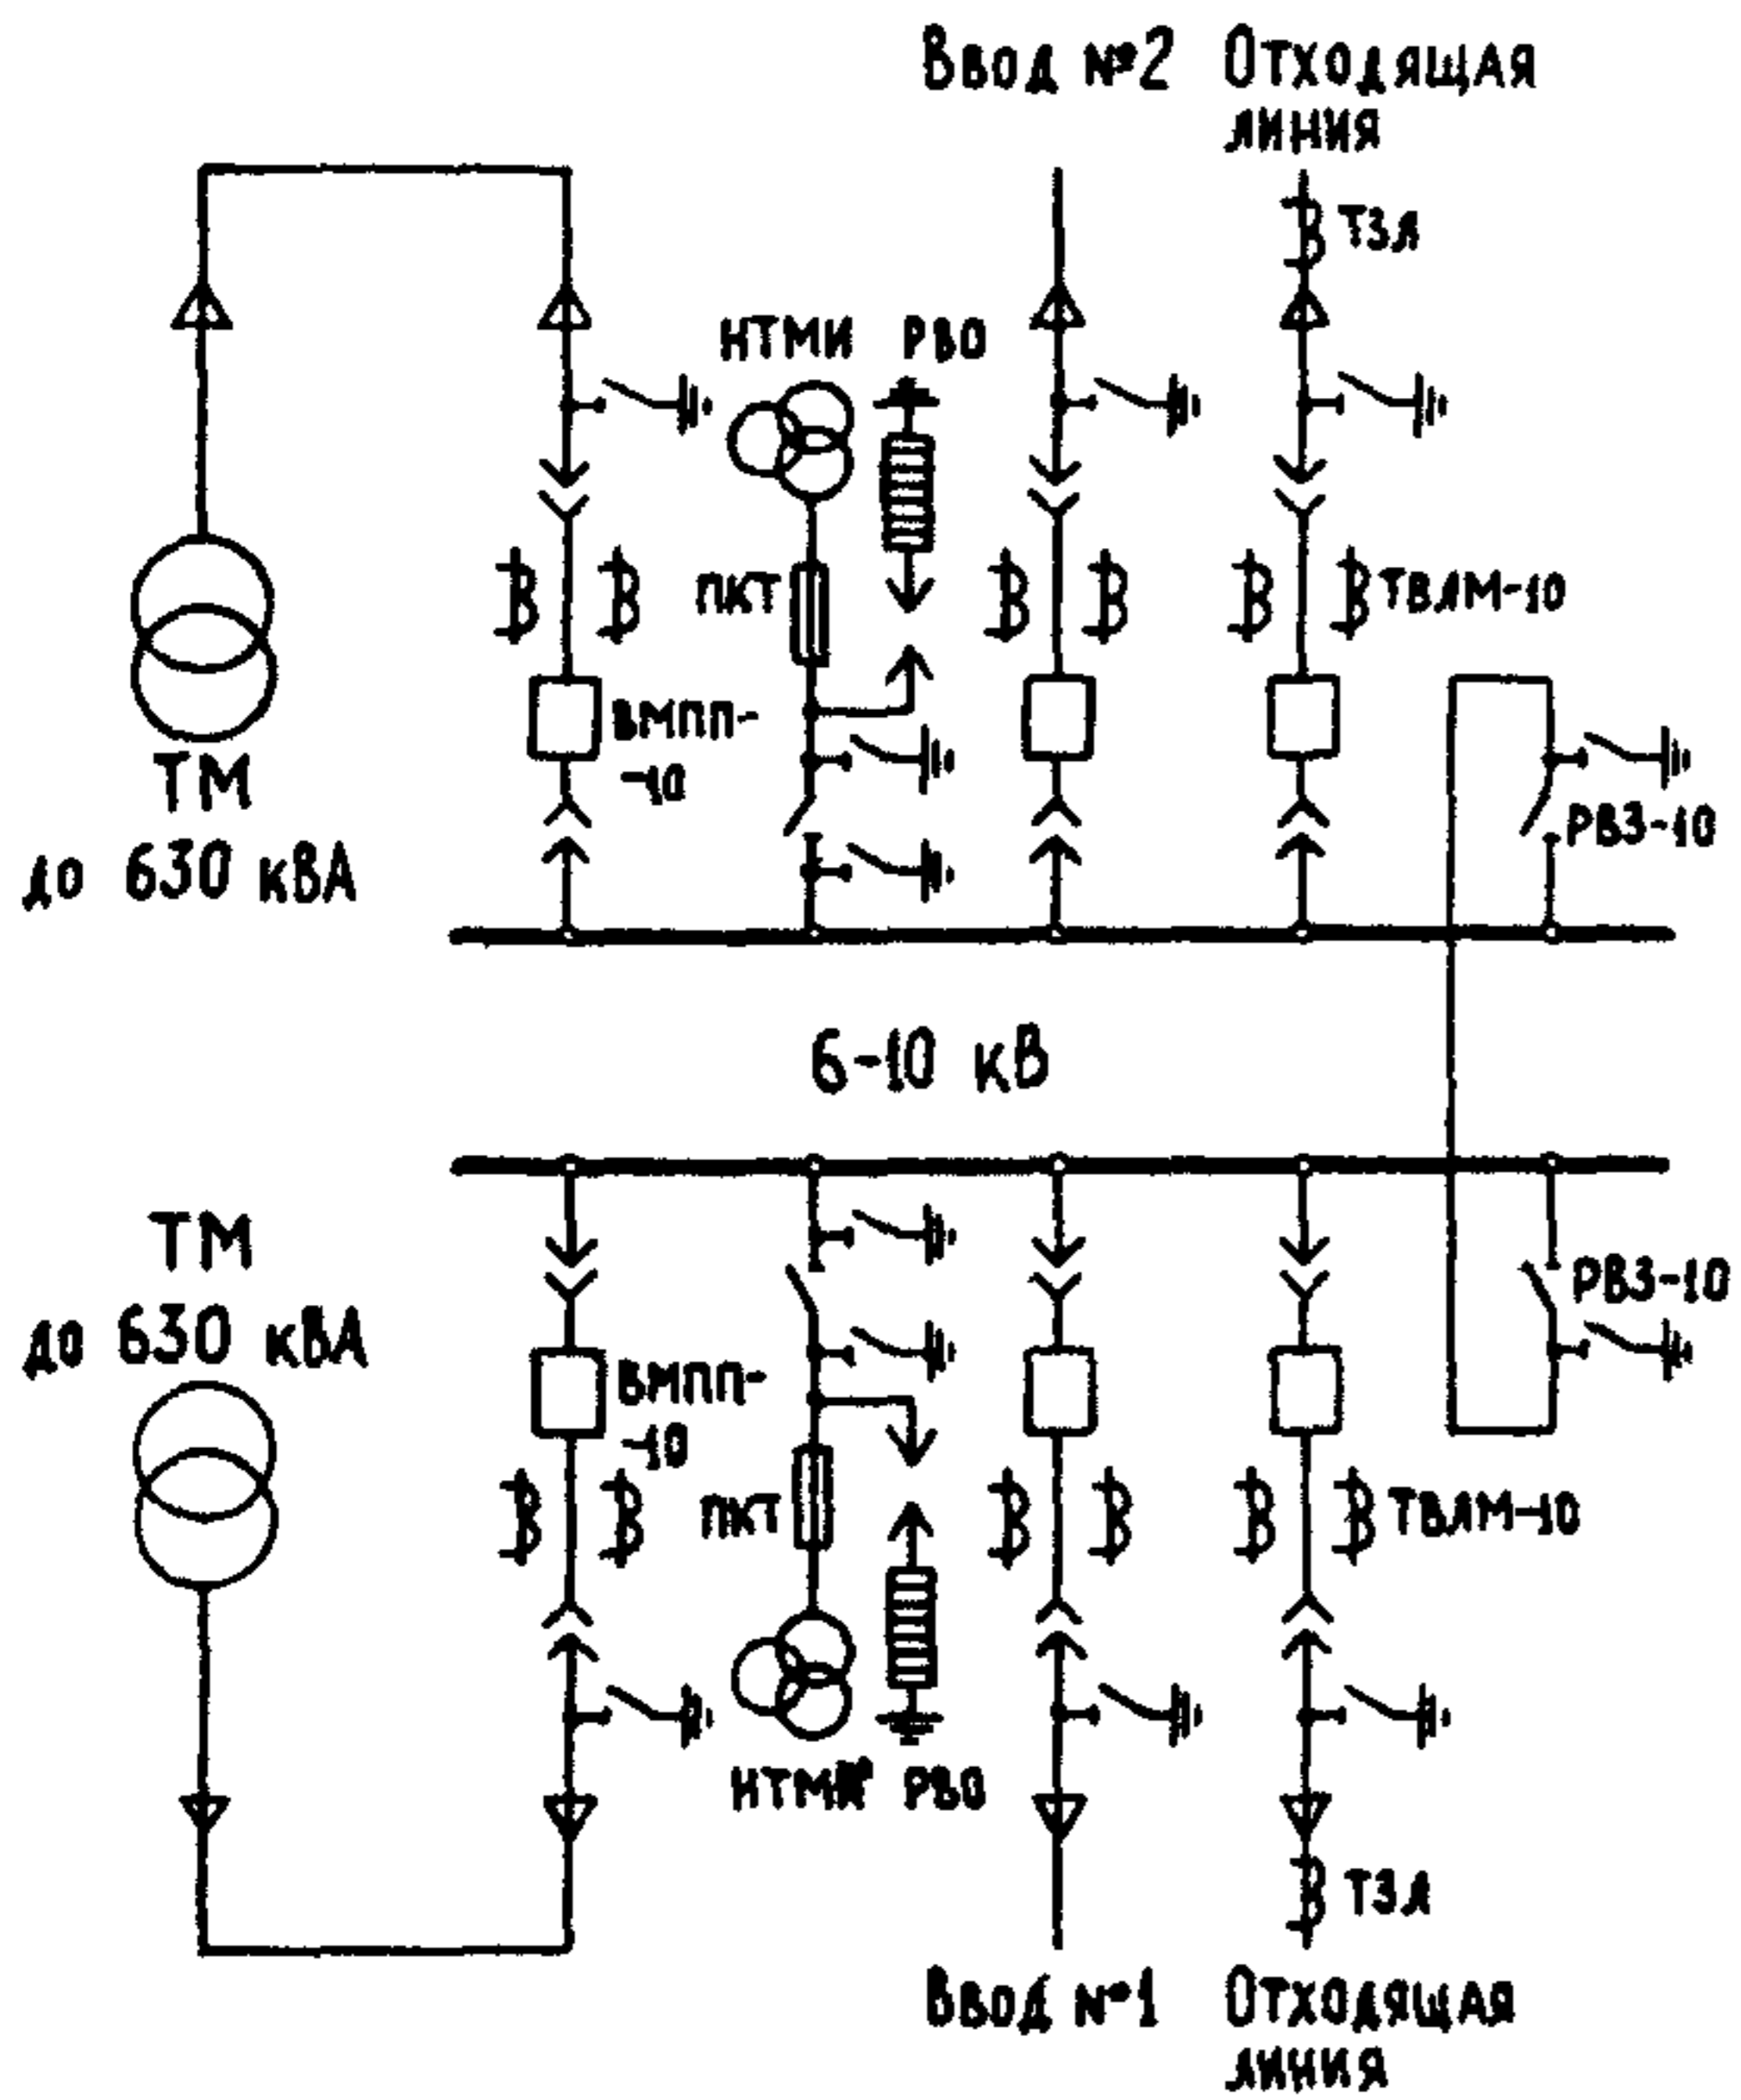 Ввод №2 Отходящая
линия
ТЗЛ
НТМИ РВО
ПКТ
ТВЛМ-10
ВМПП-
-10
ТМ
до 630 кВА
РВЗ-10
6-10 кВ
ТМ
до 630 кВА
РВЗ-10
ВМПП-
-10
ПКТ
ТВЛМ-10
НТМИ РВО
ТЗЛ
Ввод №1 Отходящая
линия